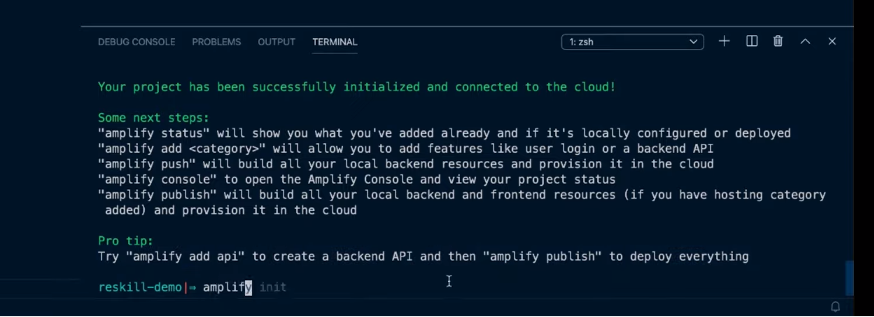 DEBUG CONSOLE PROBLEMS OUTPUT TERMINAL 1: zsh
Your project has been successfully initialized and connected to the cloud!
Some next steps:
"amplify status" will show you what you've added already and if it's locally configured or deployed
"amplify add <category>" will allow you to add features like user login or a backend API
"amplify push" will build all your local backend resources and provision it in the cloud
"amplify console" to open the Amplify Console and view your project status
"amplify publish" will build all your local backend and frontend resources (if you have hosting category
added) and provision it in the cloud
Pro tip:
Try "amplify add api" to create a backend API and then "amplify publish" to deploy everything
reskill-demo|⇒ amplify init